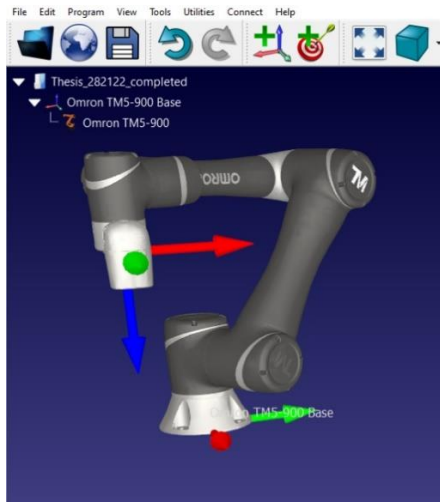 File Edit Program View Tools Utilities Connect Help
Thesis_282122_completed
Omron TM5-900 Base
Omron TM5-900
OMRO
TM
Omron TM5-900 Base